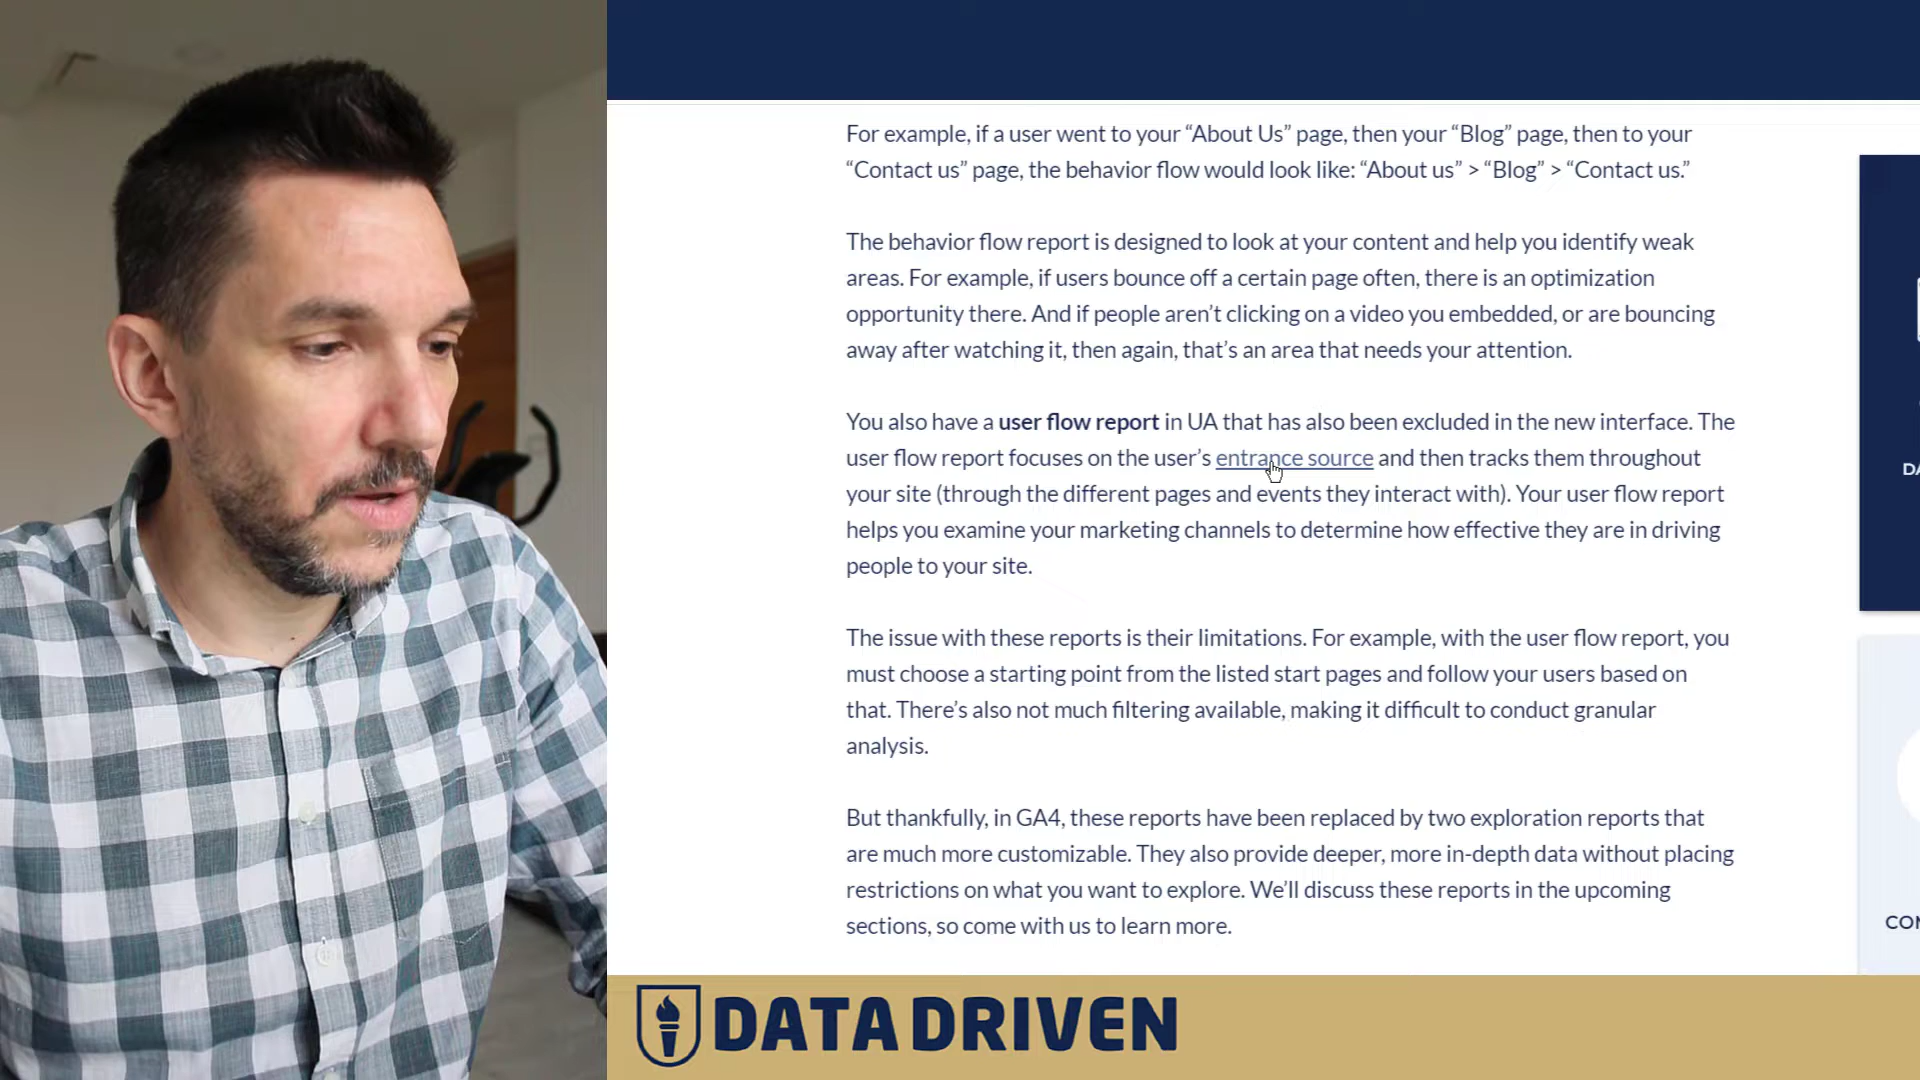 For example, if a user went to your “About Us” page, then your “Blog” page, then to your
“Contact us” page, the behavior flow would look like: “About us” > “Blog” > “Contact us.”
The behavior flow report is designed to look at your content and help you identify weak
areas. For example, if users bounce off a certain page often, there is an optimization
opportunity there. And if people aren’t clicking on a video you embedded, or are bouncing
away after watching it, then again, that’s an area that needs your attention.
You also have a user flow report in UA that has also been excluded in the new interface. The
user flow report focuses on the user’s entrance source and then tracks them throughout
your site (through the different pages and events they interact with). Your user flow report
helps you examine your marketing channels to determine how effective they are in driving
people to your site.
The issue with these reports is their limitations. For example, with the user flow report, you
must choose a starting point from the listed start pages and follow your users based on
that. There’s also not much filtering available, making it difficult to conduct granular
analysis.
But thankfully, in GA4, these reports have been replaced by two exploration reports that
are much more customizable. They also provide deeper, more in-depth data without placing
restrictions on what you want to explore. We’ll discuss these reports in the upcoming
sections, so come with us to learn more.
DATA DRIVEN